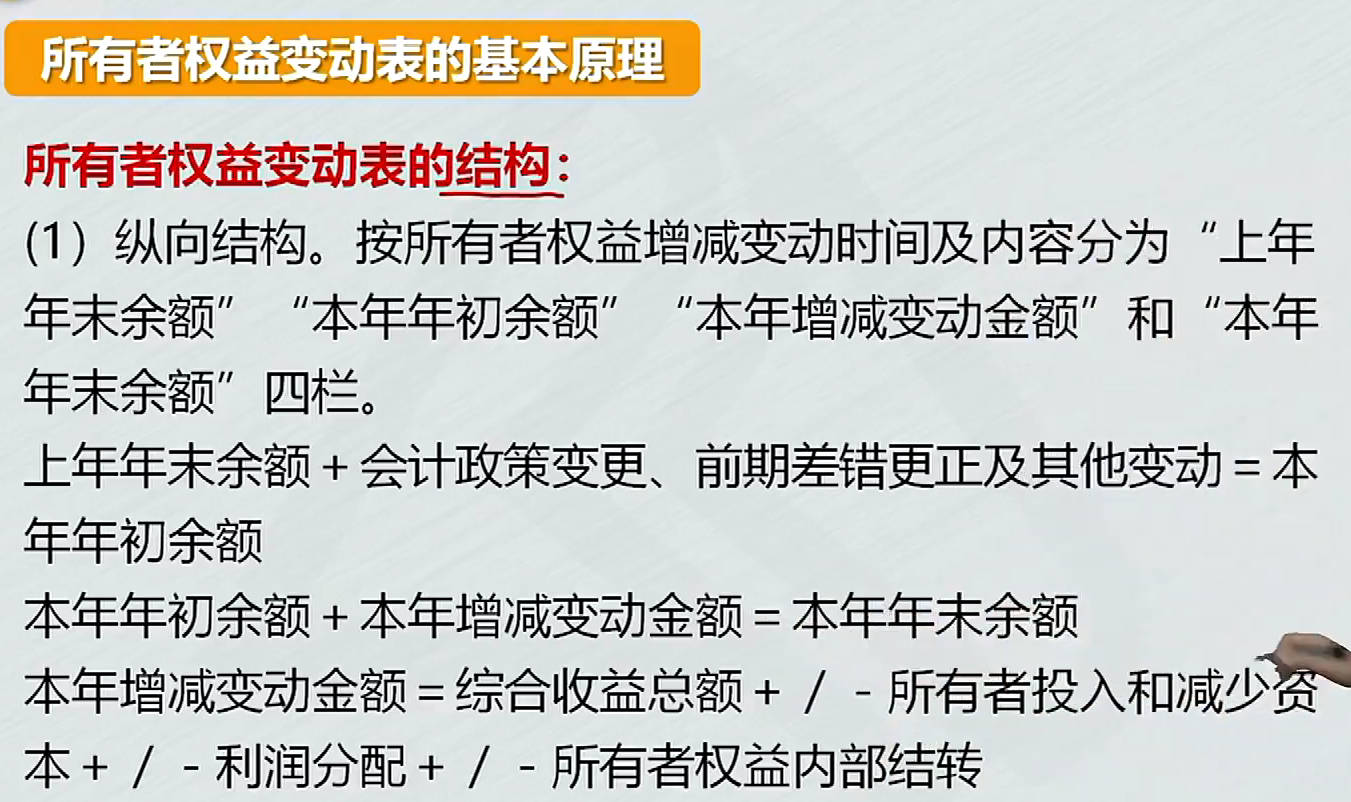 所有者权益变动表的基本原理
所有者权益变动表的结构：
(1）纵向结构。按所有者权益增减变动时间及内容分为“上年
年末余额”“本年年初余额”“本年增减变动金额”和“本年
年末余额”四栏。
上年年末余额+会计政策变更、前期差错更正及其他变动=本
年年初余额
本年年初余额+本年增减变动金额=本年年末余额
本年增减变动金额=综合收益总额+ / -所有者投入和减少资
本+ / -利润分配+ / -所有者权益内部结转